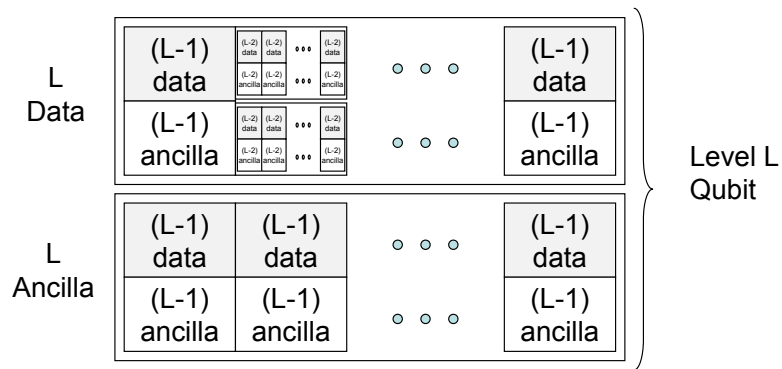 L
Data
(L-1)
data
(L-2)
data
(L-2)
data
(L-2)
data
(L-2)
ancilla
(L-2)
ancilla
(L-2)
ancilla
(L-1)
data
(L-1)
ancilla
(L-2)
data
(L-2)
data
(L-2)
data
(L-2)
ancilla
(L-2)
ancilla
(L-2)
ancilla
(L-1)
ancilla
L
Ancilla
(L-1)
data
(L-1)
data
(L-1)
data
(L-1)
ancilla
(L-1)
ancilla
(L-1)
ancilla
Level L
Qubit